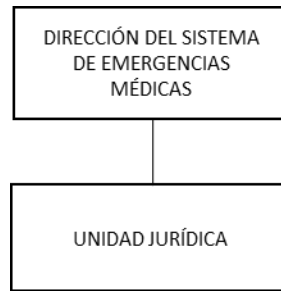 DIRECCIÓN DEL SISTEMA
DE EMERGENCIAS
MÉDICAS
UNIDAD JURÍDICA